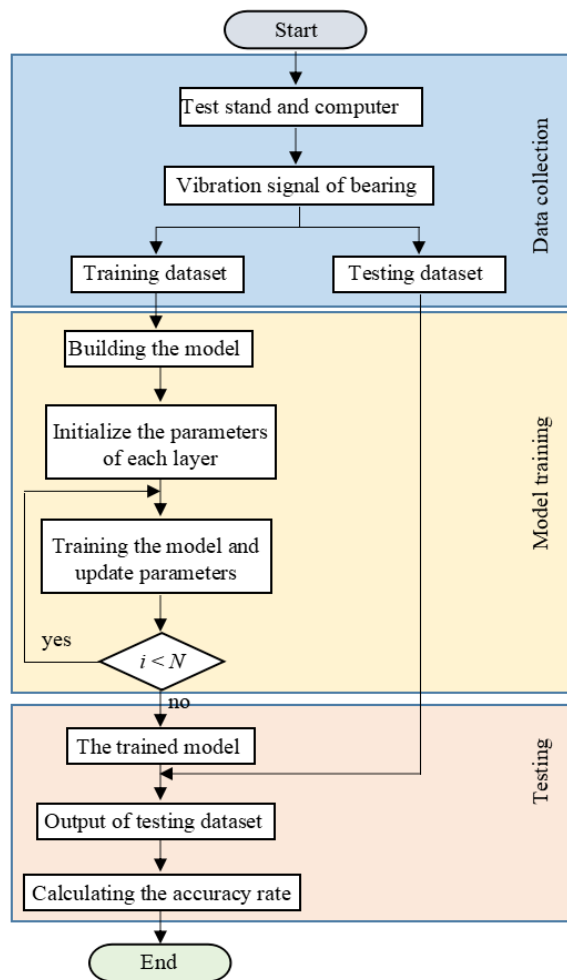 Start
Test stand and computer
Vibration signal of bearing
Data collection
Training dataset
Testing dataset
Building the model
Initialize the parameters
of each layer
Model training
Training the model and
update parameters
yes
i < N
no
The trained model
Testing
Output of testing dataset
Calculating the accuracy rate
End